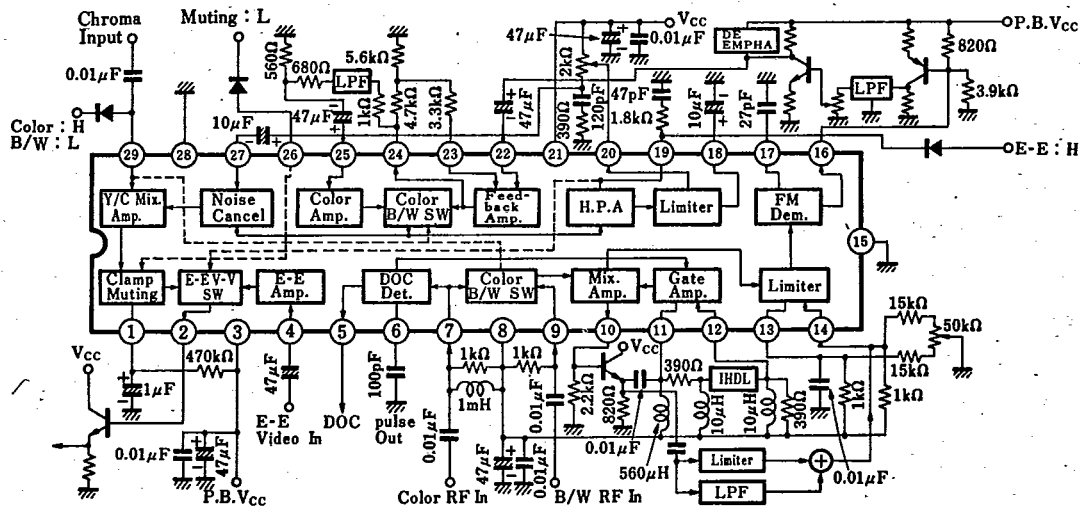 Chroma
Input
0.01μF
Color : H
B/W : L
Muting : L
10μF
560Ω
680Ω
LPF
47μF
1kΩ
5.6kΩ
4.7kΩ
3.3kΩ
47μF
47μF
0.01μF
Vcc
2kΩ
390Ω
120pF
47pF
1.8kΩ
10μF
27pF
DE
EMPHA
LPF
820Ω
3.9kΩ
P.B.Vcc
E-E : H
29
28
27
26
25
24
23
22
21
20
19
18
17
16
15
Y/C Mix.
Amp.
Noise
Cancel
Color
Amp.
Color
B/W SW
Feed-
back
Amp.
H.P.A
Limiter
FM
Dem.
Clamp
Muting
E-EV-V
SW
E-E
Amp.
DOC
Det.
Color
B/W SW
Mix.
Amp.
Gate
Amp.
Limiter
1
2
3
4
5
6
7
8
9
10
11
12
13
14
Vcc
1μF
470kΩ
0.01μF
47μF
P.B.Vcc
47μF
E-E
Video In
DOC
100pF
pulse
Out
1kΩ
1mH
1kΩ
0.01μF
Color RF In
47μF
0.01μF
0.01μF
B/W RF In
2.2kΩ
Vcc
820Ω
0.01μF
560μH
390Ω
10μH
IHDL
10μH
390Ω
Limiter
LPF
0.01μF
1kΩ
1kΩ
15kΩ
15kΩ
50kΩ